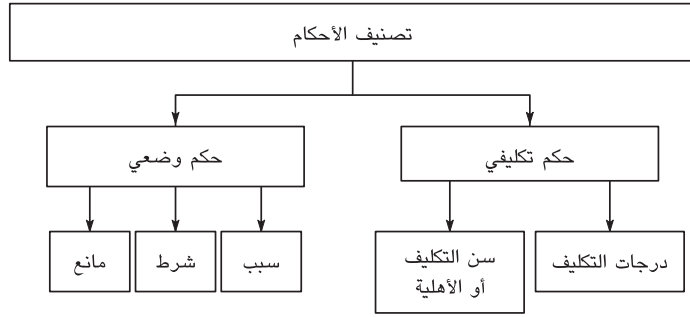 تصنيف الأحكام
حكم تكليفي
حكم وضعي
درجات التكليف
سن التكليف
أو الأهلية
سبب
شرط
مانع